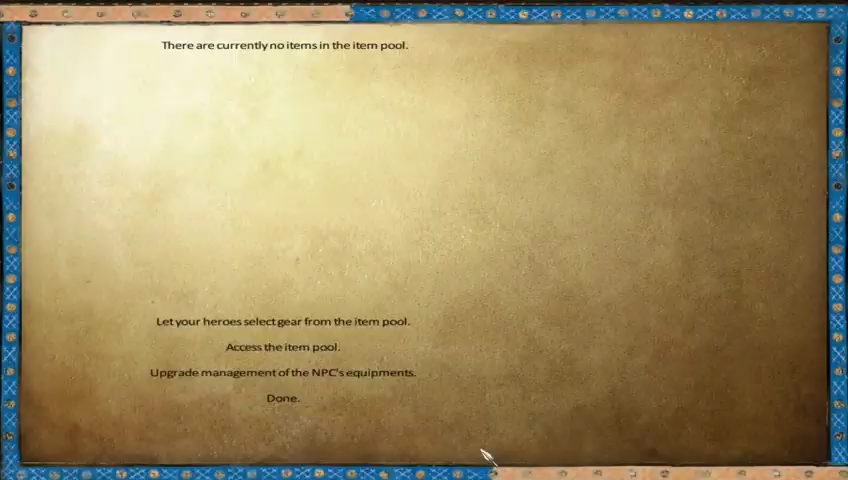 There are currently no items in the item pool.
Let your heroes select gear from the item pool.
Access the item pool.
Upgrade management of the NPC's equipments.
Done.